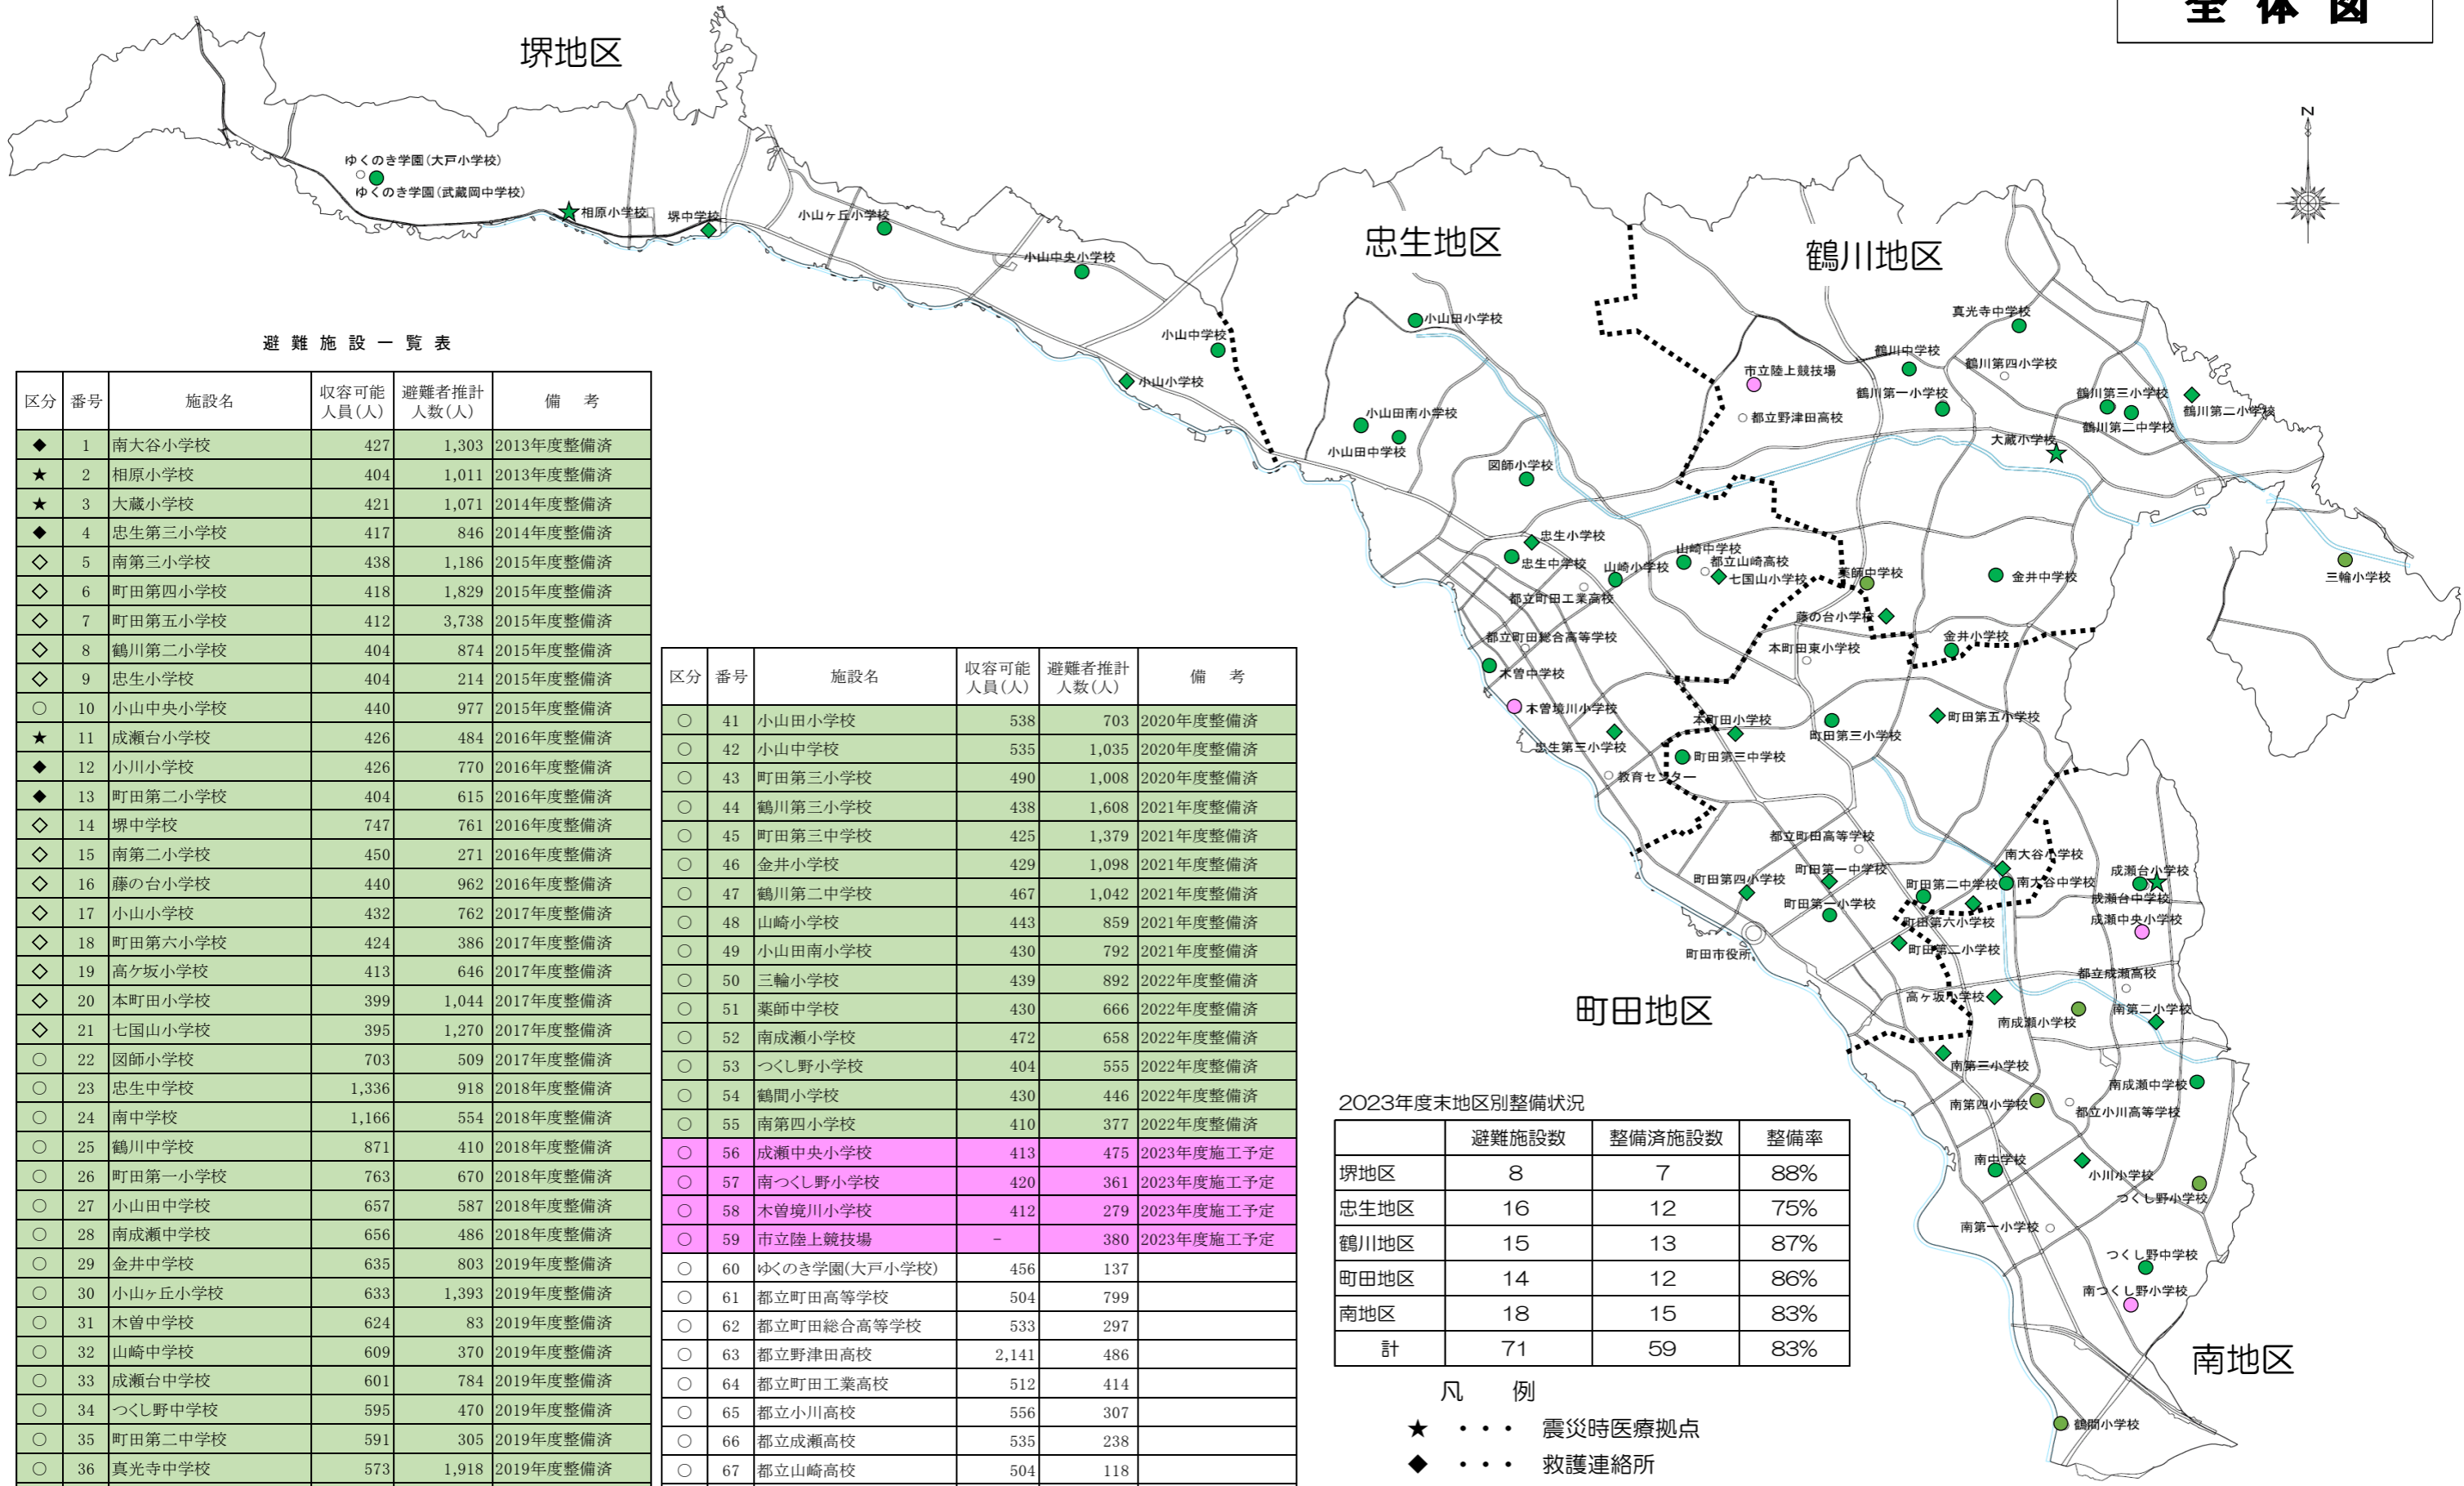 全体図
堺地区
忠生地区
鶴川地区
町田地区
南地区
N
ゆくのき学園(大戸小学校)
ゆくのき学園(武蔵岡中学校)
相原小学校
堺中学校
小山ヶ丘小学校
小山中央小学校
小山中学校
小山小学校
小山田小学校
小山田南小学校
小山田中学校
図師小学校
忠生小学校
忠生中学校
山崎小学校
山崎中学校
都立山崎高校
七国山小学校
都立町田工業高校
都立町田総合高等学校
木曽中学校
木曽境川小学校
忠生第三小学校
教育センター
市立陸上競技場
都立野津田高校
鶴川中学校
鶴川第一小学校
真光寺中学校
鶴川第四小学校
鶴川第三小学校
鶴川第二中学校
鶴川第二小学校
大蔵小学校
三輪小学校
薬師中学校
金井中学校
藤の台小学校
金井小学校
本町田東小学校
本町田小学校
町田第三小学校
町田第三中学校
町田第五小学校
都立町田高等学校
町田第一中学校
町田第四小学校
町田第一小学校
町田市役所
町田第二中学校
町田第六小学校
町田第二小学校
南大谷小学校
南大谷中学校
成瀬台小学校
成瀬台中学校
成瀬中央小学校
都立成瀬高校
高ヶ坂小学校
南成瀬小学校
南第二小学校
南第三小学校
南成瀬中学校
南第四小学校
都立小川高等学校
南中学校
小川小学校
つくし野小学校
南第一小学校
つくし野中学校
南つくし野小学校
鶴間小学校
避難施設一覧表
区分 番号 施設名 収容可能人員(人) 避難者推計人数(人) 備考
◆ 1 南大谷小学校 427 1,303 2013年度整備済
★ 2 相原小学校 404 1,011 2013年度整備済
★ 3 大蔵小学校 421 1,071 2014年度整備済
◆ 4 忠生第三小学校 417 846 2014年度整備済
◇ 5 南第三小学校 438 1,186 2015年度整備済
◇ 6 町田第四小学校 418 1,829 2015年度整備済
◇ 7 町田第五小学校 412 3,738 2015年度整備済
◇ 8 鶴川第二小学校 404 874 2015年度整備済
◇ 9 忠生小学校 404 214 2015年度整備済
○ 10 小山中央小学校 440 977 2015年度整備済
★ 11 成瀬台小学校 426 484 2016年度整備済
◆ 12 小川小学校 426 770 2016年度整備済
◆ 13 町田第二小学校 404 615 2016年度整備済
◇ 14 堺中学校 747 761 2016年度整備済
◇ 15 南第二小学校 450 271 2016年度整備済
◇ 16 藤の台小学校 440 962 2016年度整備済
◇ 17 小山小学校 432 762 2017年度整備済
◇ 18 町田第六小学校 424 386 2017年度整備済
◇ 19 高ケ坂小学校 413 646 2017年度整備済
◇ 20 本町田小学校 399 1,044 2017年度整備済
◇ 21 七国山小学校 395 1,270 2017年度整備済
○ 22 図師小学校 703 509 2017年度整備済
○ 23 忠生中学校 1,336 918 2018年度整備済
○ 24 南中学校 1,166 554 2018年度整備済
○ 25 鶴川中学校 871 410 2018年度整備済
○ 26 町田第一小学校 763 670 2018年度整備済
○ 27 小山田中学校 657 587 2018年度整備済
○ 28 南成瀬中学校 656 486 2018年度整備済
○ 29 金井中学校 635 803 2019年度整備済
○ 30 小山ヶ丘小学校 633 1,393 2019年度整備済
○ 31 木曽中学校 624 83 2019年度整備済
○ 32 山崎中学校 609 370 2019年度整備済
○ 33 成瀬台中学校 601 784 2019年度整備済
○ 34 つくし野中学校 595 470 2019年度整備済
○ 35 町田第二中学校 591 305 2019年度整備済
○ 36 真光寺中学校 573 1,918 2019年度整備済
区分 番号 施設名 収容可能人員(人) 避難者推計人数(人) 備考
○ 41 小山田小学校 538 703 2020年度整備済
○ 42 小山中学校 535 1,035 2020年度整備済
○ 43 町田第三小学校 490 1,008 2020年度整備済
○ 44 鶴川第三小学校 438 1,608 2021年度整備済
○ 45 町田第三中学校 425 1,379 2021年度整備済
○ 46 金井小学校 429 1,098 2021年度整備済
○ 47 鶴川第二中学校 467 1,042 2021年度整備済
○ 48 山崎小学校 443 859 2021年度整備済
○ 49 小山田南小学校 430 792 2021年度整備済
○ 50 三輪小学校 439 892 2022年度整備済
○ 51 薬師中学校 430 666 2022年度整備済
○ 52 南成瀬小学校 472 658 2022年度整備済
○ 53 つくし野小学校 404 555 2022年度整備済
○ 54 鶴間小学校 430 446 2022年度整備済
○ 55 南第四小学校 410 377 2022年度整備済
○ 56 成瀬中央小学校 413 475 2023年度施工予定
○ 57 南つくし野小学校 420 361 2023年度施工予定
○ 58 木曽境川小学校 412 279 2023年度施工予定
○ 59 市立陸上競技場 - 380 2023年度施工予定
○ 60 ゆくのき学園(大戸小学校) 456 137
○ 61 都立町田高等学校 504 799
○ 62 都立町田総合高等学校 533 297
○ 63 都立野津田高校 2,141 486
○ 64 都立町田工業高校 512 414
○ 65 都立小川高校 556 307
○ 66 都立成瀬高校 535 238
○ 67 都立山崎高校 504 118
2023年度末地区別整備状況
避難施設数 整備済施設数 整備率
堺地区 8 7 88%
忠生地区 16 12 75%
鶴川地区 15 13 87%
町田地区 14 12 86%
南地区 18 15 83%
計 71 59 83%
凡例
★ ・・・ 震災時医療拠点
◆ ・・・ 救護連絡所